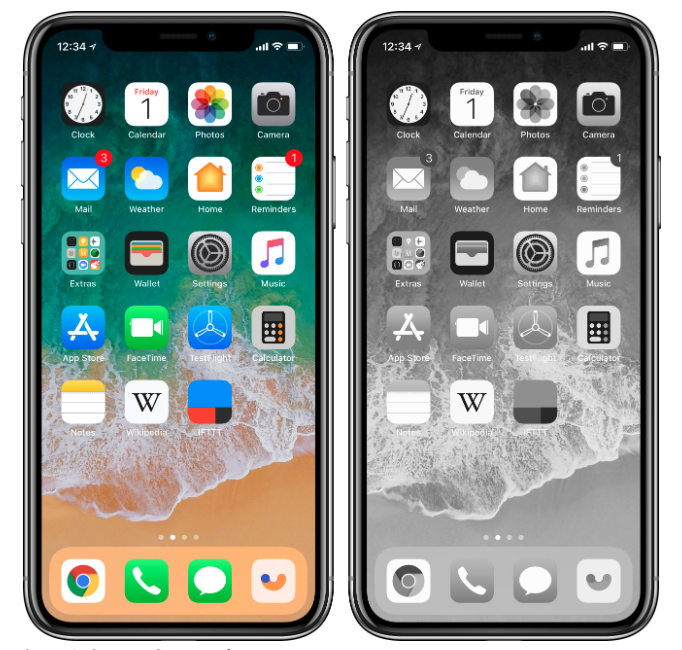 12:34
Friday
1
Clock Calendar Photos Camera
3 1
Mail Weather Home Reminders
Extras Wallet Settings Music
App Store FaceTime TestFlight Calculator
W
Notes Wikipedia IFTTT
12:34
Friday
1
Clock Calendar Photos Camera
3 1
Mail Weather Home Reminders
Extras Wallet Settings Music
App Store FaceTime TestFlight Calculator
W
Notes Wikipedia IFTTT